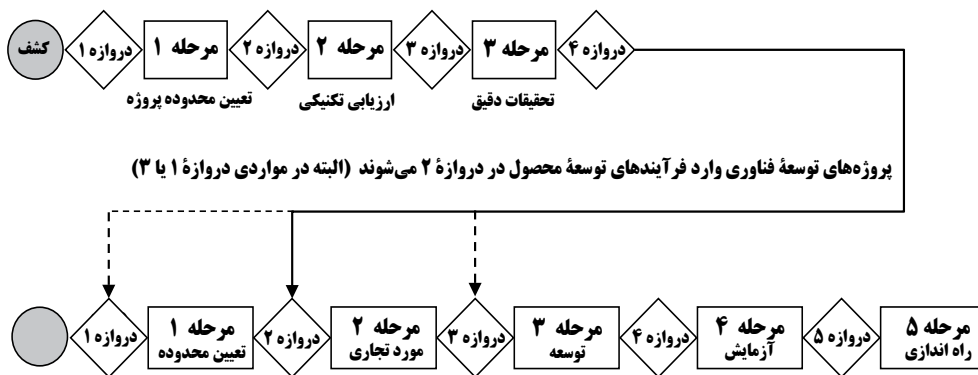 کشف
دروازه ۱
مرحله ۱
دروازه ۲
مرحله ۲
دروازه ۳
مرحله ۳
دروازه ۴
تعیین محدوده پروژه
ارزیابی تکنیکی
تحقیقات دقیق
پروژه‌های توسعهٔ فناوری وارد فرآیندهای توسعهٔ محصول در دروازهٔ ۲ می‌شوند (البته در مواردی دروازهٔ ۱ یا ۳)
دروازه ۱
مرحله ۱
تعیین محدوده
دروازه ۲
مرحله ۲
مورد تجاری
دروازه ۳
مرحله ۳
توسعه
دروازه ۴
مرحله ۴
آزمایش
دروازه ۵
مرحله ۵
راه اندازی